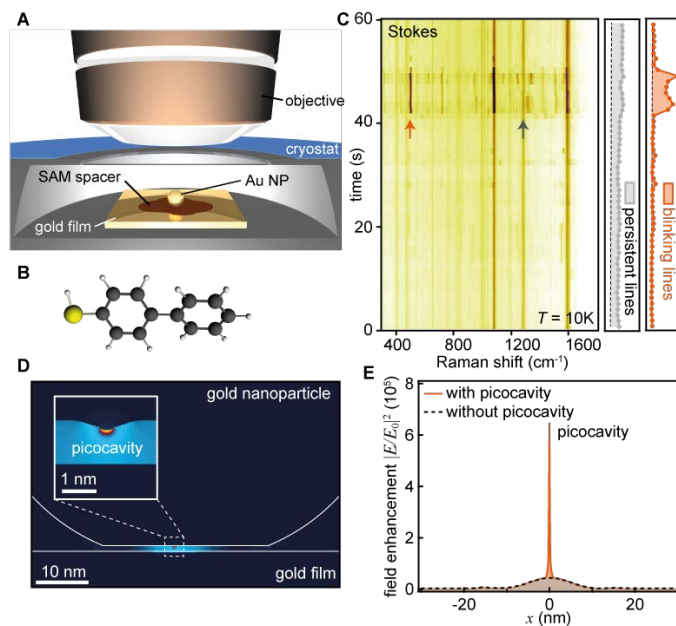 A
objective
cryostat
SAM spacer
Au NP
gold film
B
C
Stokes
60
40
20
0
time (s)
400
800
1200
1600
Raman shift (cm⁻¹)
T = 10K
persistent lines
blinking lines
D
gold nanoparticle
picocavity
1 nm
10 nm
gold film
E
8
6
4
2
0
field enhancement |E/E₀|² (10⁵)
with picocavity
without picocavity
picocavity
-20
0
20
x (nm)